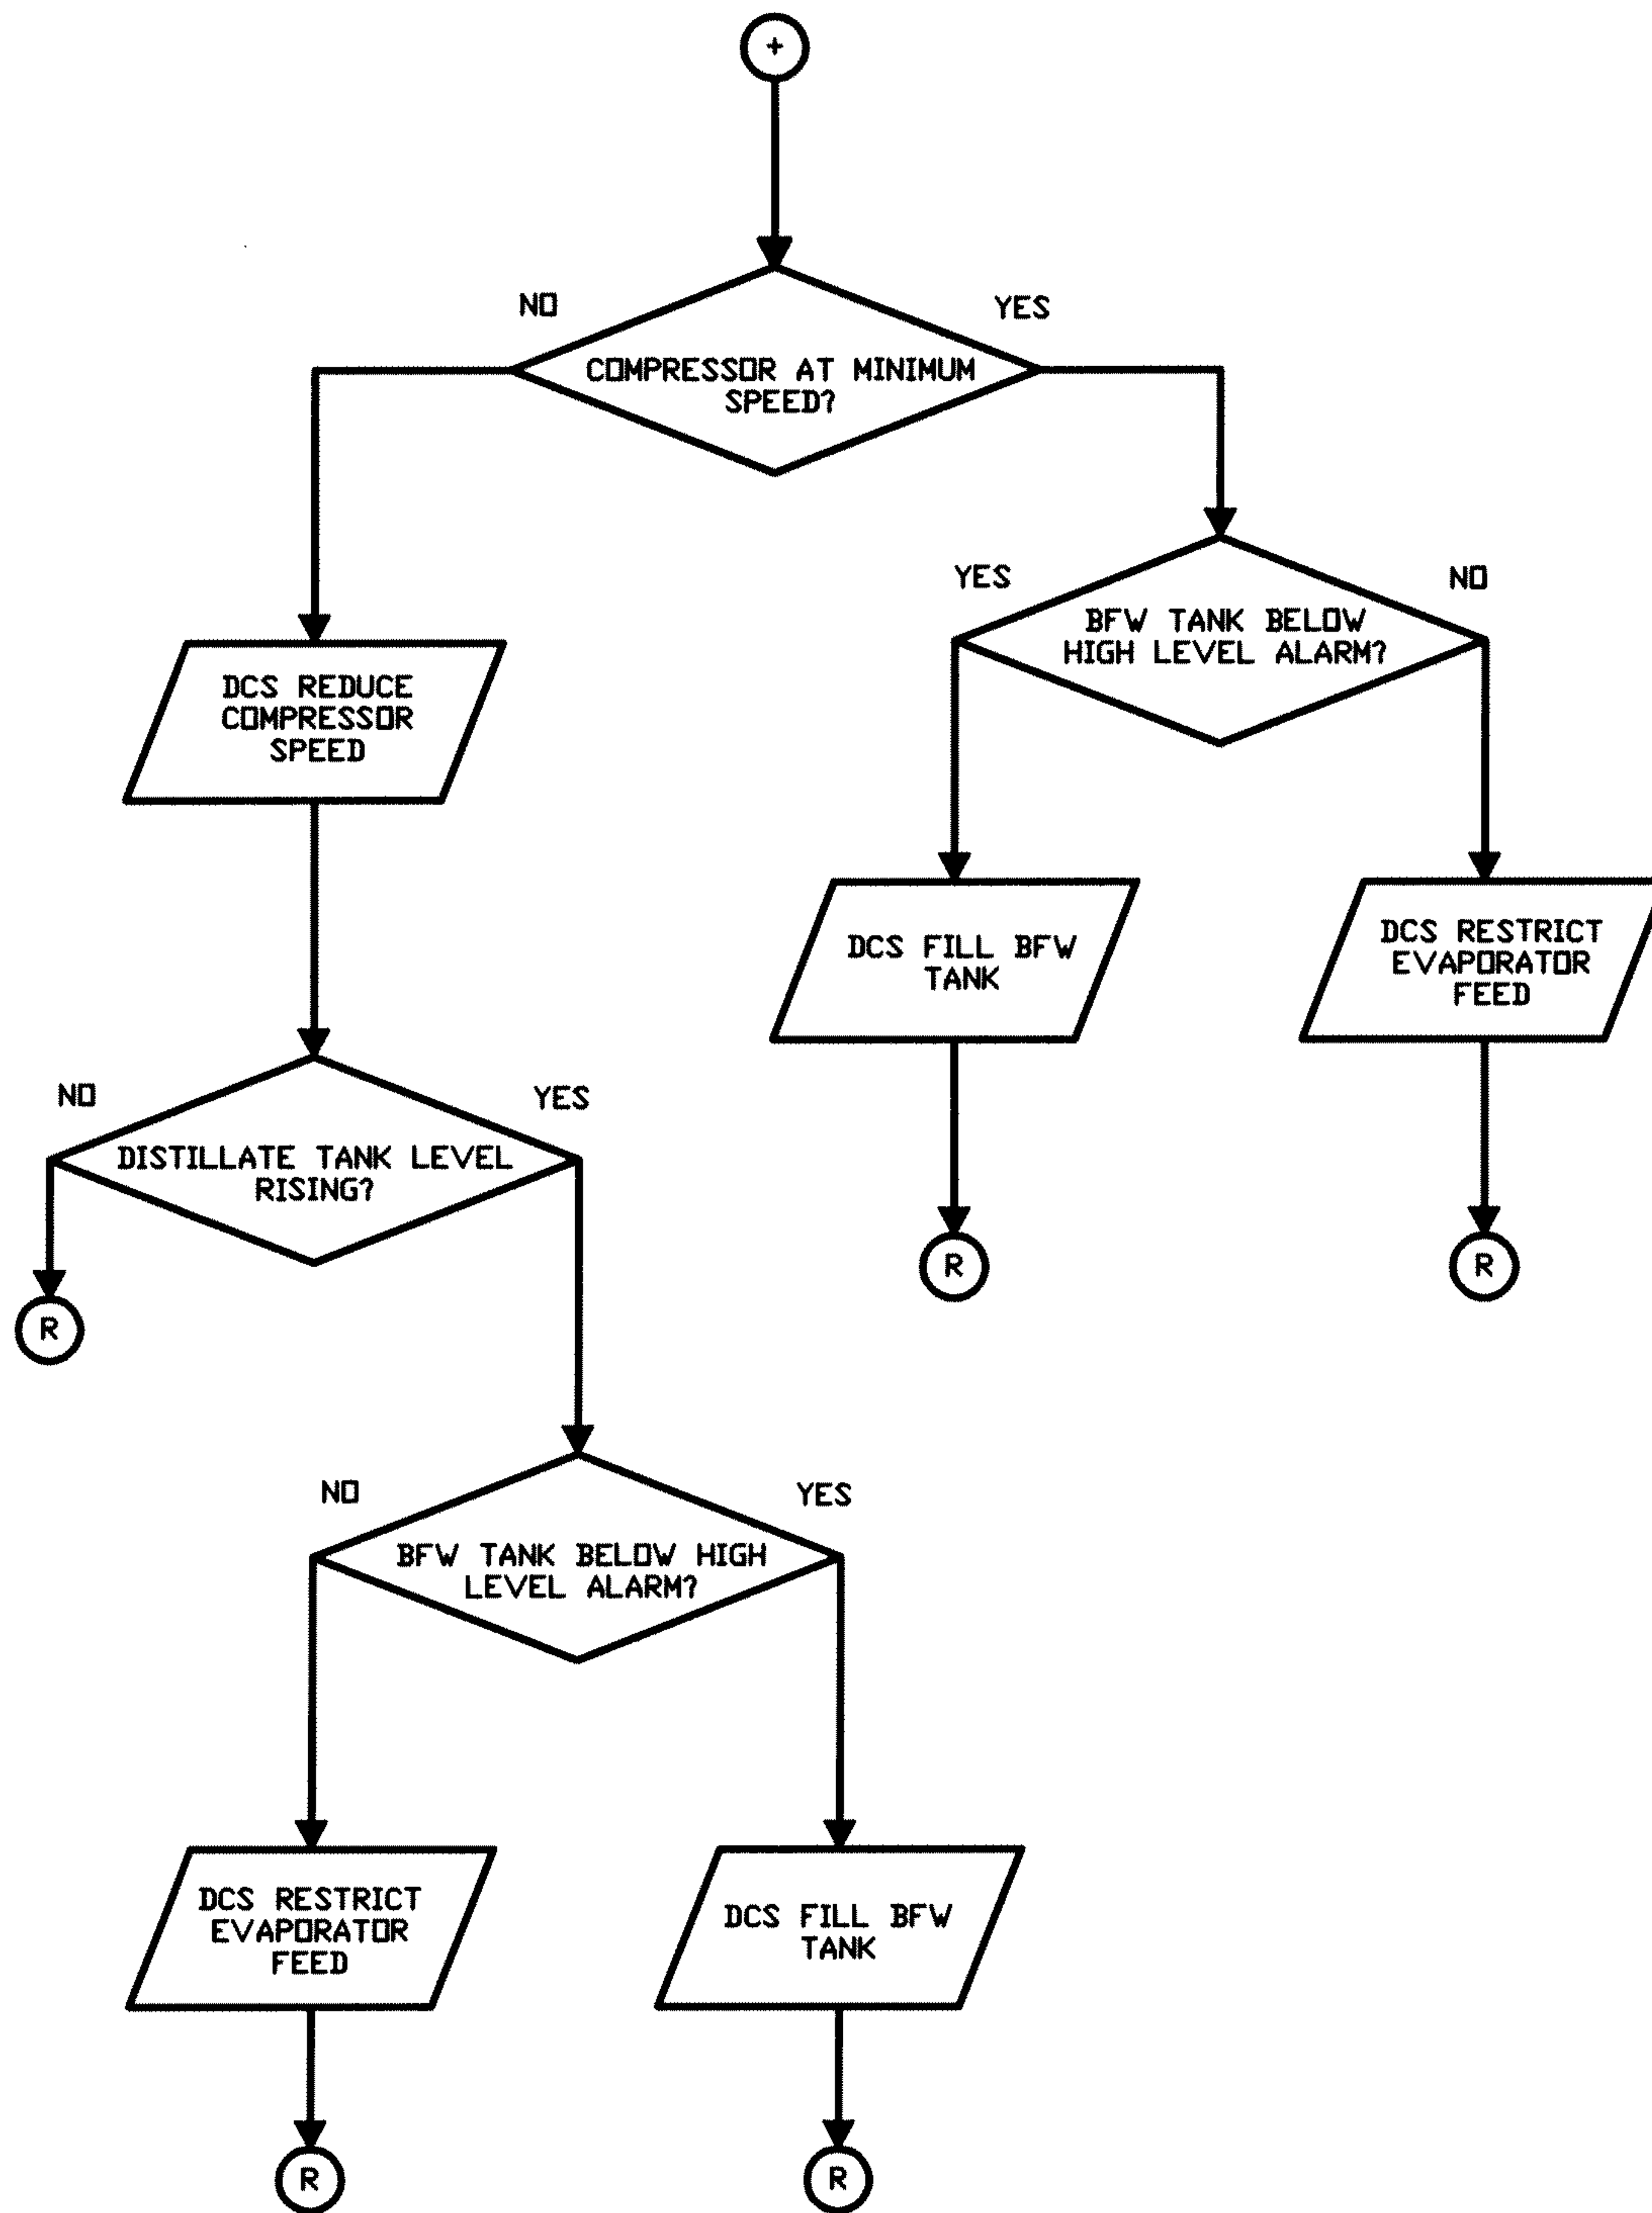 +
NO
YES
COMPRESSOR AT MINIMUM
SPEED?
YES
NO
BFW TANK BELOW
HIGH LEVEL ALARM?
DCS REDUCE
COMPRESSOR
SPEED
DCS FILL BFW
TANK
DCS RESTRICT
EVAPORATOR
FEED
NO
YES
DISTILLATE TANK LEVEL
RISING?
R
R
R
NO
YES
BFW TANK BELOW HIGH
LEVEL ALARM?
DCS RESTRICT
EVAPORATOR
FEED
DCS FILL BFW
TANK
R
R